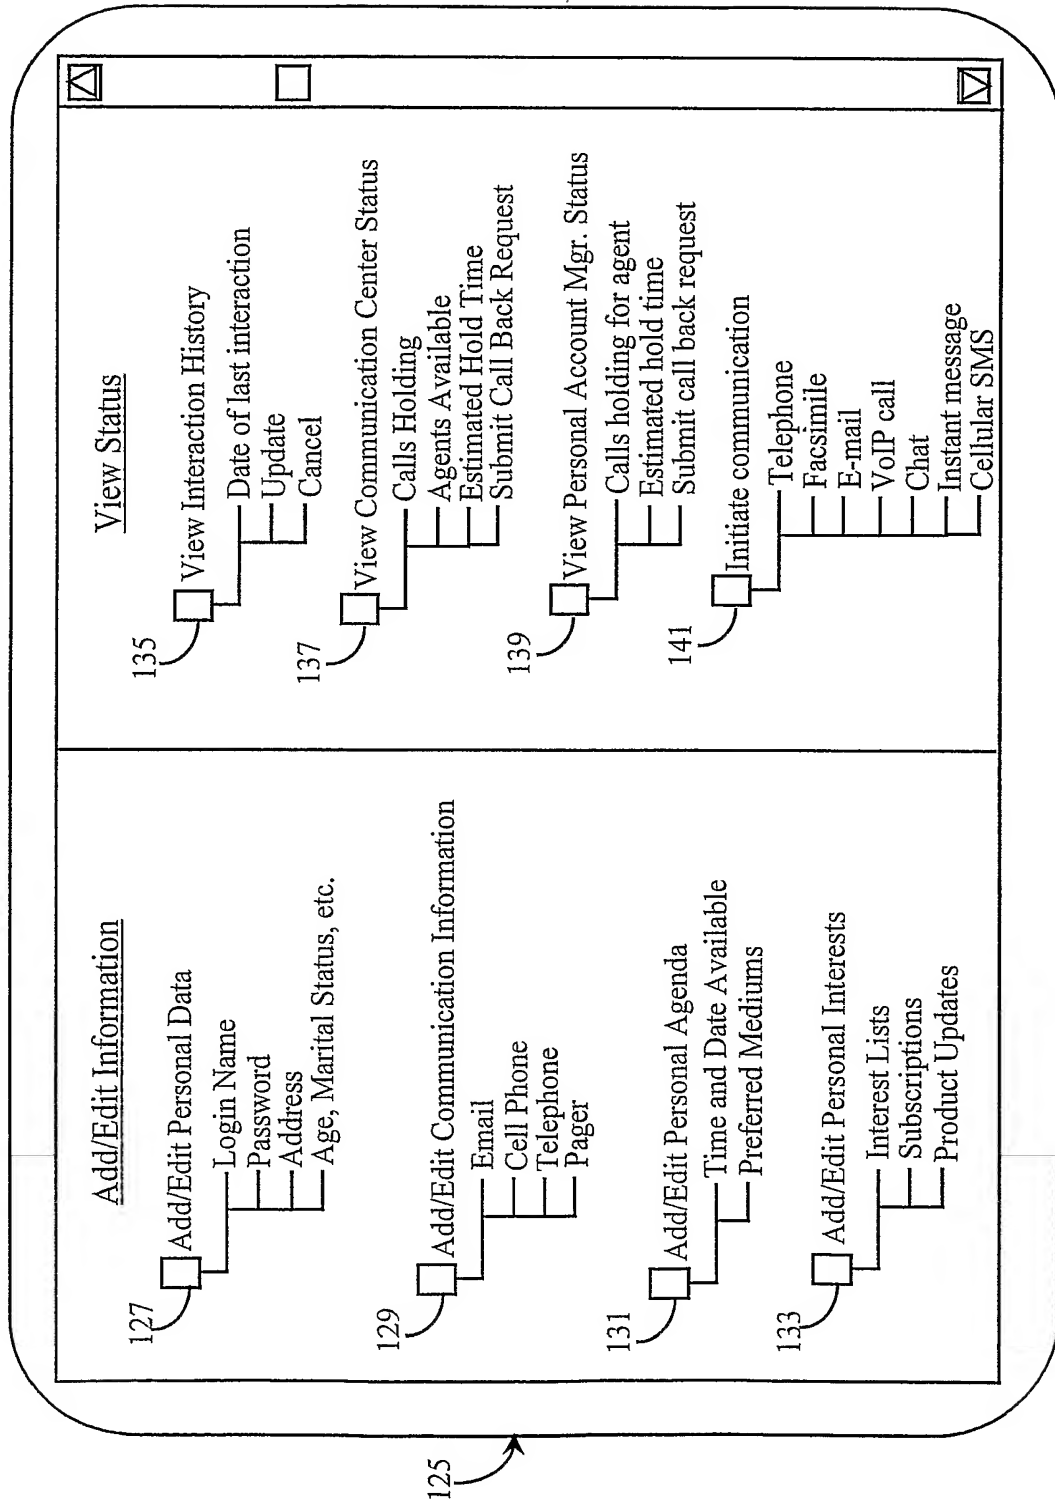 Add/Edit Information
127
Add/Edit Personal Data
Login Name
Password
Address
Age, Marital Status, etc.
129
Add/Edit Communication Information
Email
Cell Phone
Telephone
Pager
131
Add/Edit Personal Agenda
Time and Date Available
Preferred Mediums
133
Add/Edit Personal Interests
Interest Lists
Subscriptions
Product Updates
View Status
135
View Interaction History
Date of last interaction
Update
Cancel
137
View Communication Center Status
Calls Holding
Agents Available
Estimated Hold Time
Submit Call Back Request
139
View Personal Account Mgr. Status
Calls holding for agent
Estimated hold time
Submit call back request
141
Initiate communication
Telephone
Facsimile
E-mail
VoIP call
Chat
Instant message
Cellular SMS
125